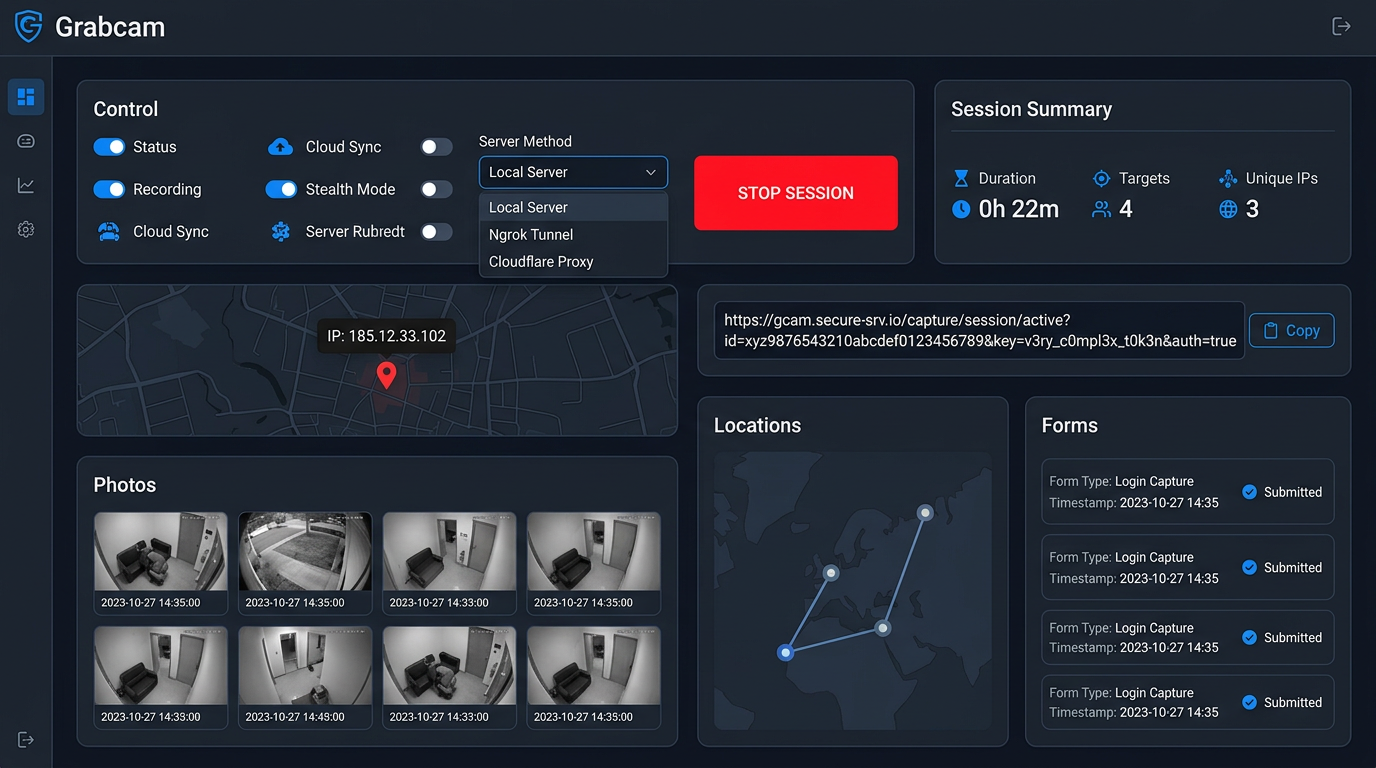 Grabcam
Control
Status
Cloud Sync
Recording
Stealth Mode
Cloud Sync
Server Rubredt
Server Method
Local Server
Local Server
Ngrok Tunnel
Cloudflare Proxy
STOP SESSION
Session Summary
Duration
0h 22m
Targets
4
Unique IPs
3
IP: 185.12.33.102
https://gcam.secure-srv.io/capture/session/active?
id=xyz9876543210abcdef0123456789&key=v3ry_c0mpl3x_t0k3n&auth=true
Copy
Photos
2023-10-27 14:35:00
2023-10-27 14:35:00
2023-10-27 14:33:00
2023-10-27 14:35:00
2023-10-27 14:39:00
2023-10-27 14:49:00
2023-10-27 14:33:00
2023-10-27 14:35:00
Locations
Forms
Form Type: Login Capture
Timestamp: 2023-10-27 14:35
Submitted
Form Type: Login Capture
Timestamp: 2023-10-27 14:35
Submitted
Form Type: Login Capture
Timestamp: 2023-10-27 14:35
Submitted
Form Type: Login Capture
Timestamp: 2023-10-27 14:35
Submitted